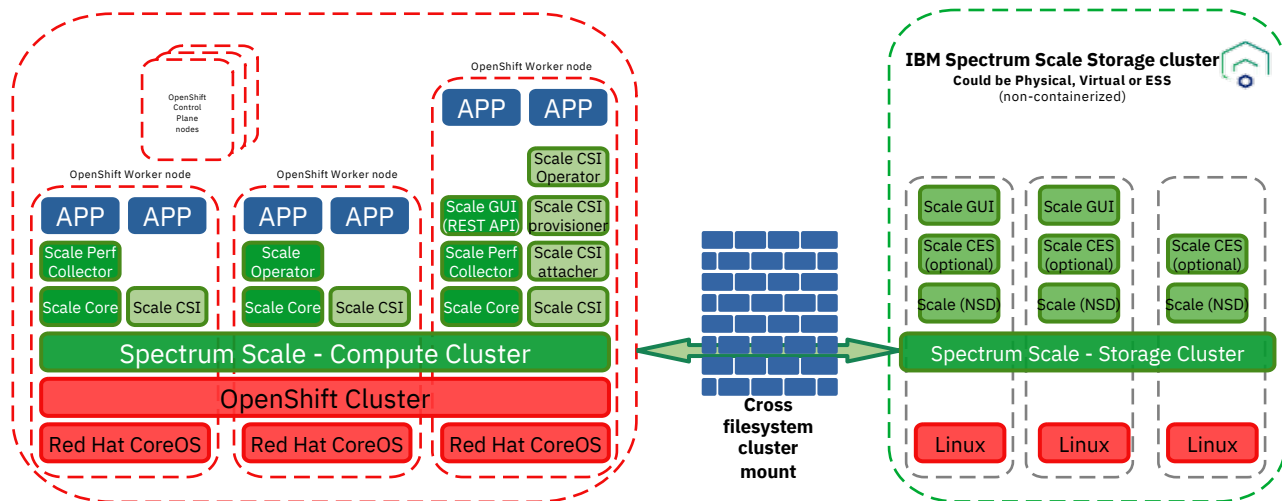 OpenShift
Control
Plane
nodes
OpenShift Worker node
APP
APP
Scale Perf
Collector
Scale Core
Scale CSI
OpenShift Worker node
APP
APP
Scale
Operator
Scale Core
Scale CSI
OpenShift Worker node
APP
APP
Scale CSI
Operator
Scale GUI
(REST API)
Scale CSI
provisioner
Scale Perf
Collector
Scale CSI
attacher
Scale Core
Scale CSI
Spectrum Scale - Compute Cluster
OpenShift Cluster
Red Hat CoreOS
Red Hat CoreOS
Red Hat CoreOS
Cross
filesystem
cluster
mount
IBM Spectrum Scale Storage cluster
Could be Physical, Virtual or ESS
(non-containerized)
Scale GUI
Scale CES
(optional)
Scale (NSD)
Scale GUI
Scale CES
(optional)
Scale (NSD)
Scale CES
(optional)
Scale (NSD)
Spectrum Scale - Storage Cluster
Linux
Linux
Linux